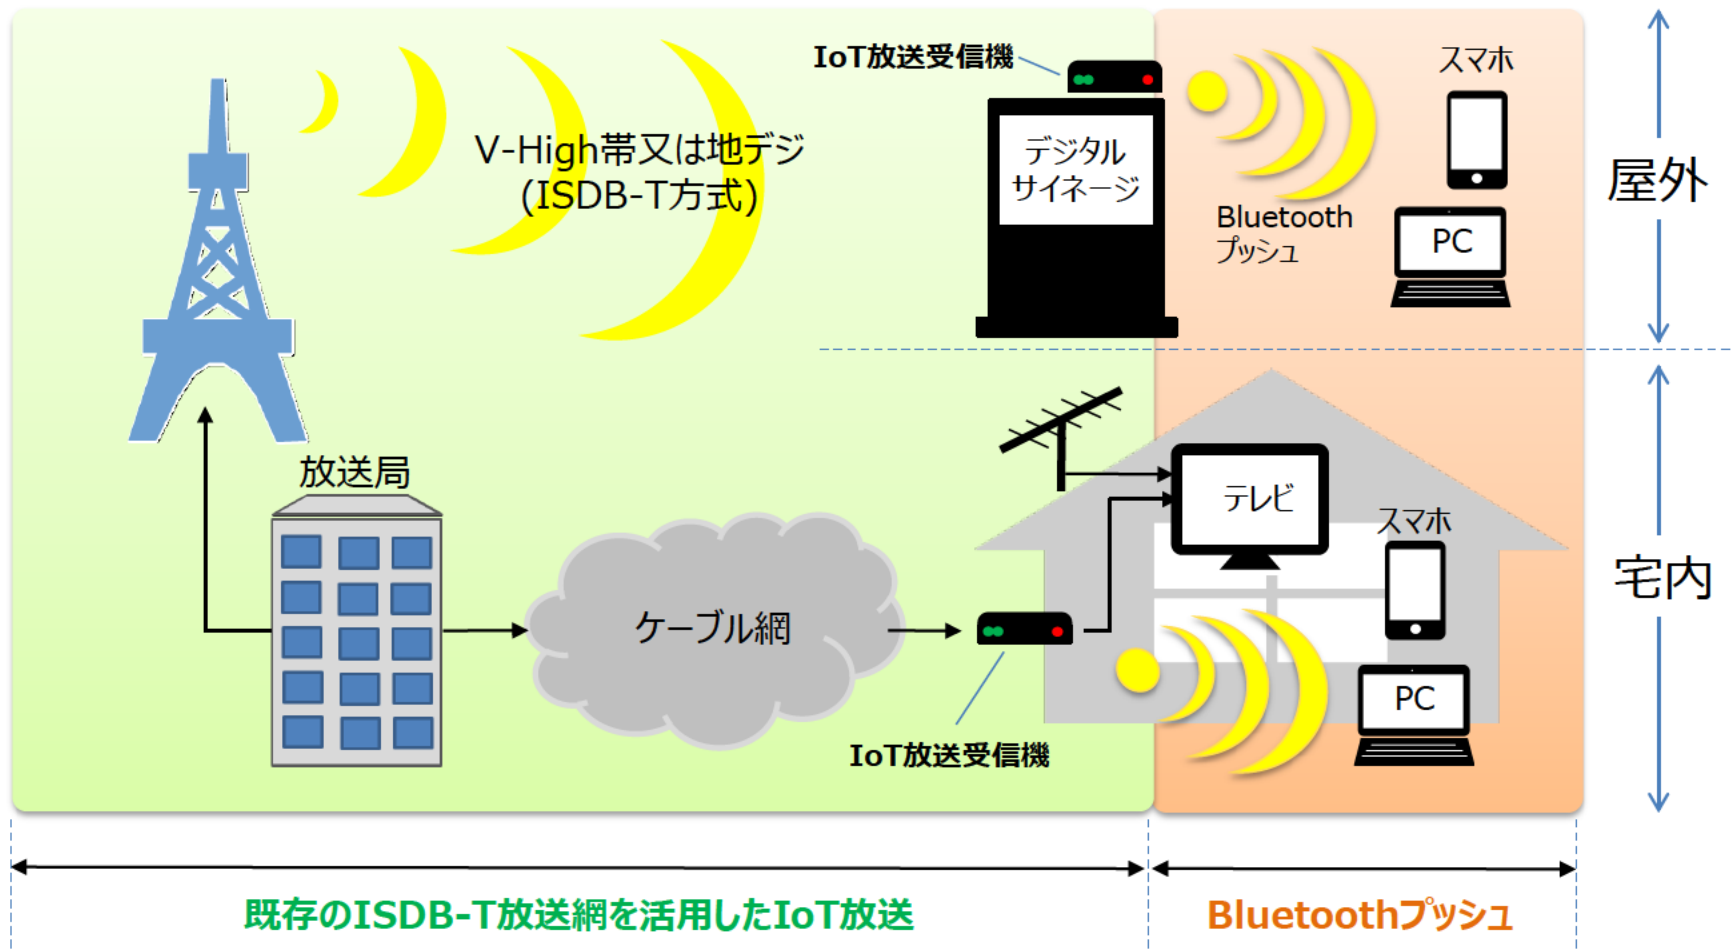 IoT放送受信機
スマホ
V-High帯又は地デジ
(ISDB-T方式)
デジタル
サイネージ
屋外
Bluetooth
プッシュ
PC
放送局
テレビ
スマホ
宅内
ケーブル網
PC
IoT放送受信機
既存のISDB-T放送網を活用したIoT放送
Bluetoothプッシュ